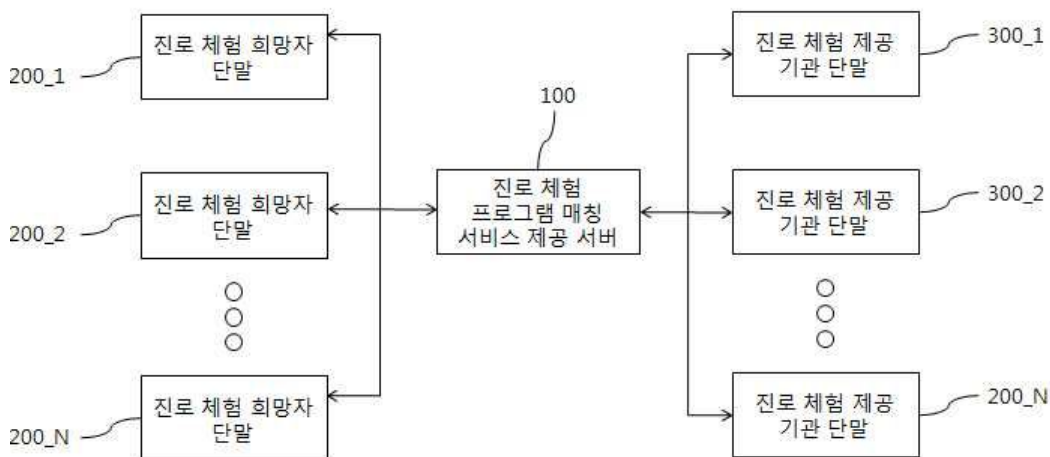 진로 체험 희망자
단말
200_1
진로 체험 희망자
단말
200_2
진로 체험 희망자
단말
200_N
100
진로 체험
프로그램 매칭
서비스 제공 서버
진로 체험 제공
기관 단말
300_1
진로 체험 제공
기관 단말
300_2
진로 체험 제공
기관 단말
200_N